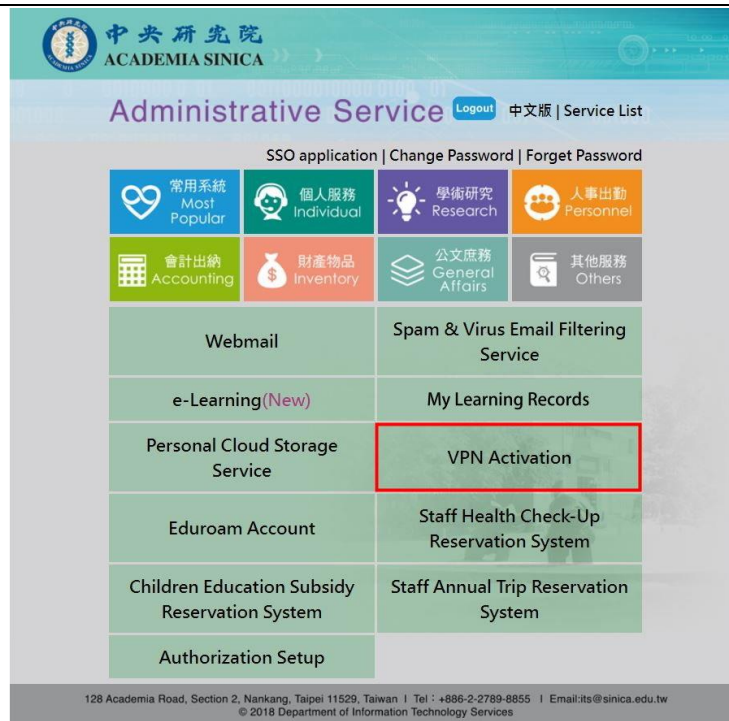 中央研究院
ACADEMIA SINICA
Administrative Service Logout 中文版 | Service List
SSO application | Change Password | Forget Password
常用系統
Most
Popular
個人服務
Individual
學術研究
Research
人事出勤
Personnel
會計出納
Accounting
財產物品
Inventory
公文庶務
General
Affairs
其他服務
Others
Webmail
Spam & Virus Email Filtering
Service
e-Learning(New)
My Learning Records
Personal Cloud Storage
Service
VPN Activation
Eduroam Account
Staff Health Check-Up
Reservation System
Children Education Subsidy
Reservation System
Staff Annual Trip Reservation
System
Authorization Setup
128 Academia Road, Section 2, Nankang, Taipei 11529, Taiwan | Tel：+886-2-2789-8855 | Email:its@sinica.edu.tw
© 2018 Department of Information Technology Services